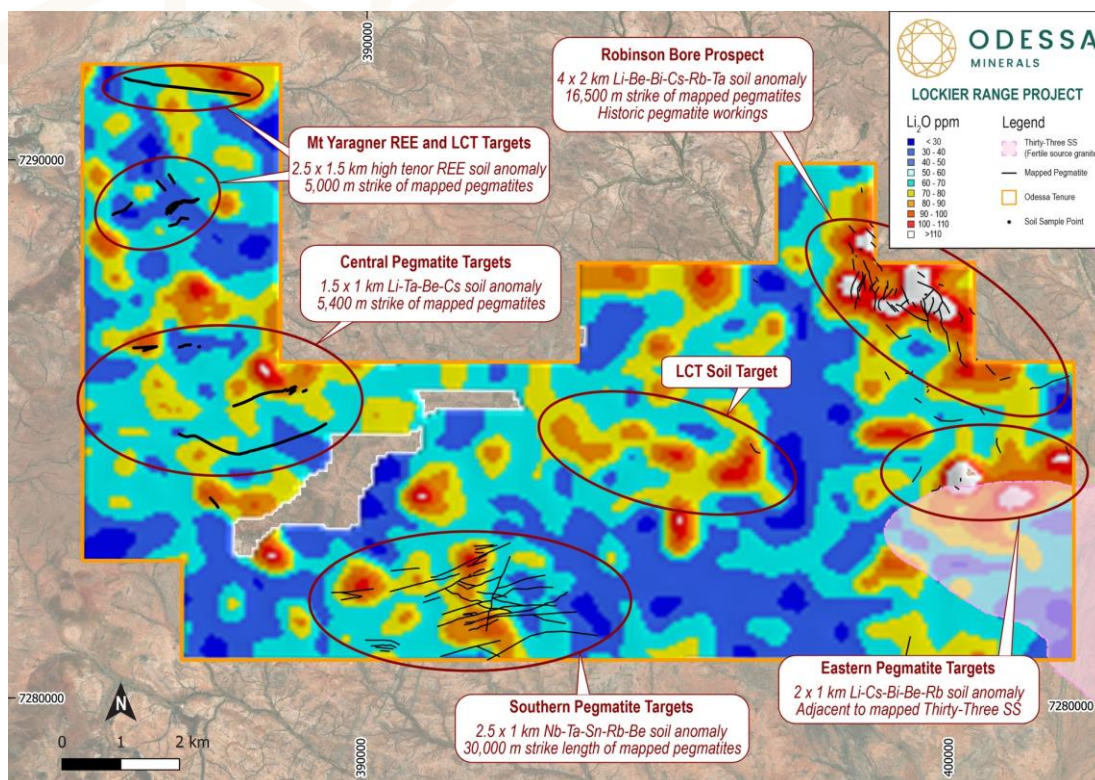 390000
ODESSA
MINERALS
LOCKIER RANGE PROJECT
Li2O ppm
< 30
30 - 40
40 - 50
50 - 60
60 - 70
70 - 80
80 - 90
90 - 100
100 - 110
>110
Legend
Thirty-Three SS
(Fertile source granite)
Mapped Pegmatite
Odessa Tenure
Soil Sample Point
Robinson Bore Prospect
4 x 2 km Li-Be-Bi-Cs-Rb-Ta soil anomaly
16,500 m strike of mapped pegmatites
Historic pegmatite workings
7290000
Mt Yaragner REE and LCT Targets
2.5 x 1.5 km high tenor REE soil anomaly
5,000 m strike of mapped pegmatites
Central Pegmatite Targets
1.5 x 1 km Li-Ta-Be-Cs soil anomaly
5,400 m strike of mapped pegmatites
LCT Soil Target
Eastern Pegmatite Targets
2 x 1 km Li-Cs-Bi-Be-Rb soil anomaly
Adjacent to mapped Thirty-Three SS
Southern Pegmatite Targets
2.5 x 1 km Nb-Ta-Sn-Rb-Be soil anomaly
30,000 m strike length of mapped pegmatites
7280000
7280000
N
0 1 2 km
390000
400000